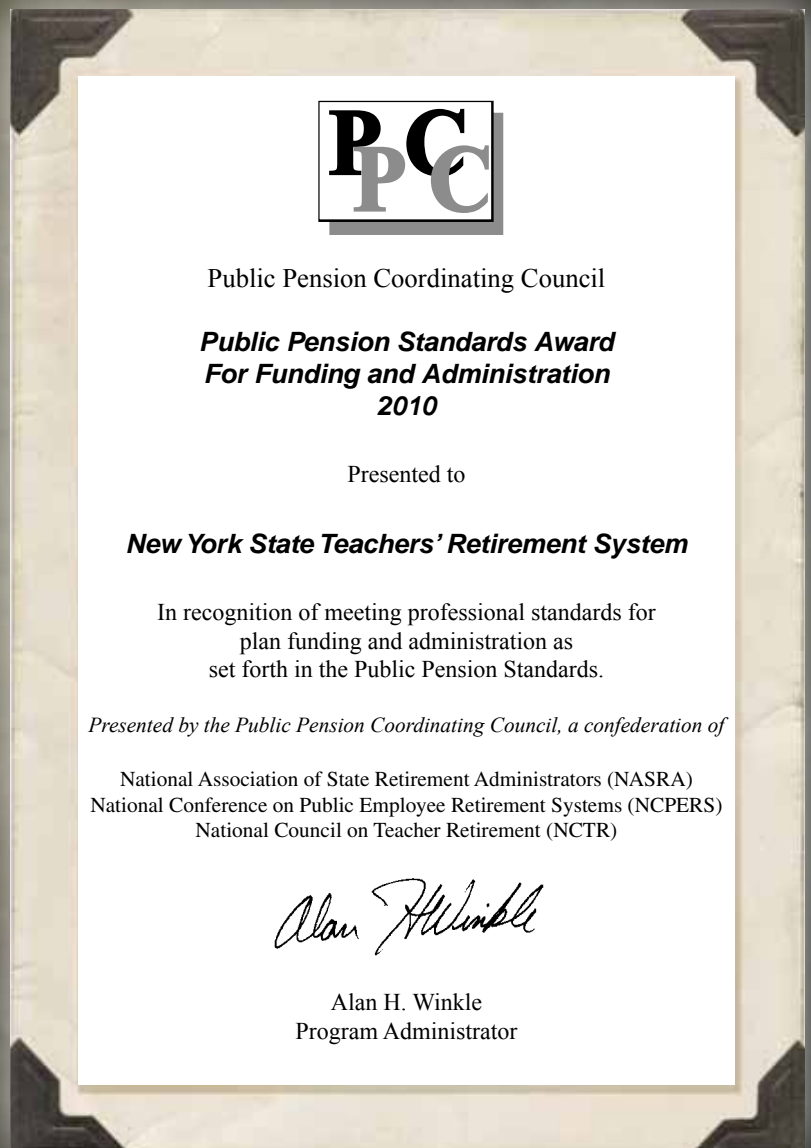 PPCC
Public Pension Coordinating Council
Public Pension Standards Award
For Funding and Administration
2010
Presented to
New York State Teachers’ Retirement System
In recognition of meeting professional standards for
plan funding and administration as
set forth in the Public Pension Standards.
Presented by the Public Pension Coordinating Council, a confederation of
National Association of State Retirement Administrators (NASRA)
National Conference on Public Employee Retirement Systems (NCPERS)
National Council on Teacher Retirement (NCTR)
Alan H Winkle
Alan H. Winkle
Program Administrator